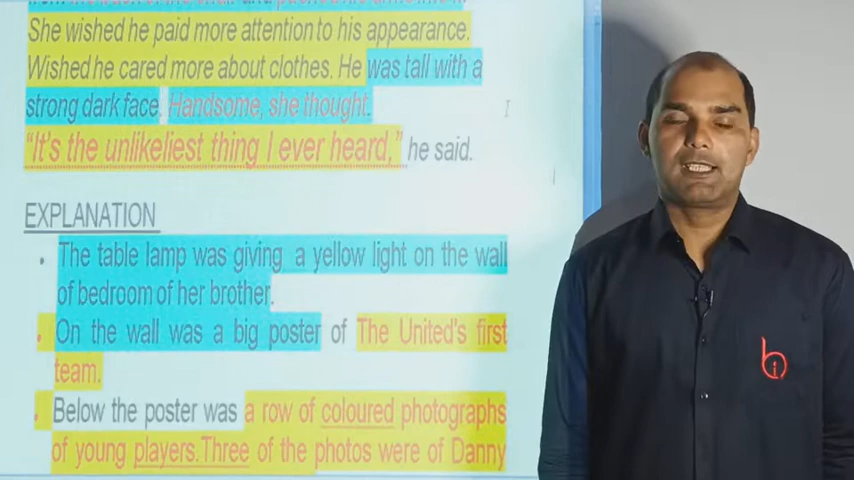 She wished he paid more attention to his appearance.
Wished he cared more about clothes. He was tall with a
strong dark face. Handsome, she thought.
“It's the unlikeliest thing I ever heard,” he said.
EXPLANATION
• The table lamp was giving a yellow light on the wall
of bedroom of her brother.
• On the wall was a big poster of The United's first
team.
• Below the poster was a row of coloured photographs
of young players.Three of the photos were of Danny